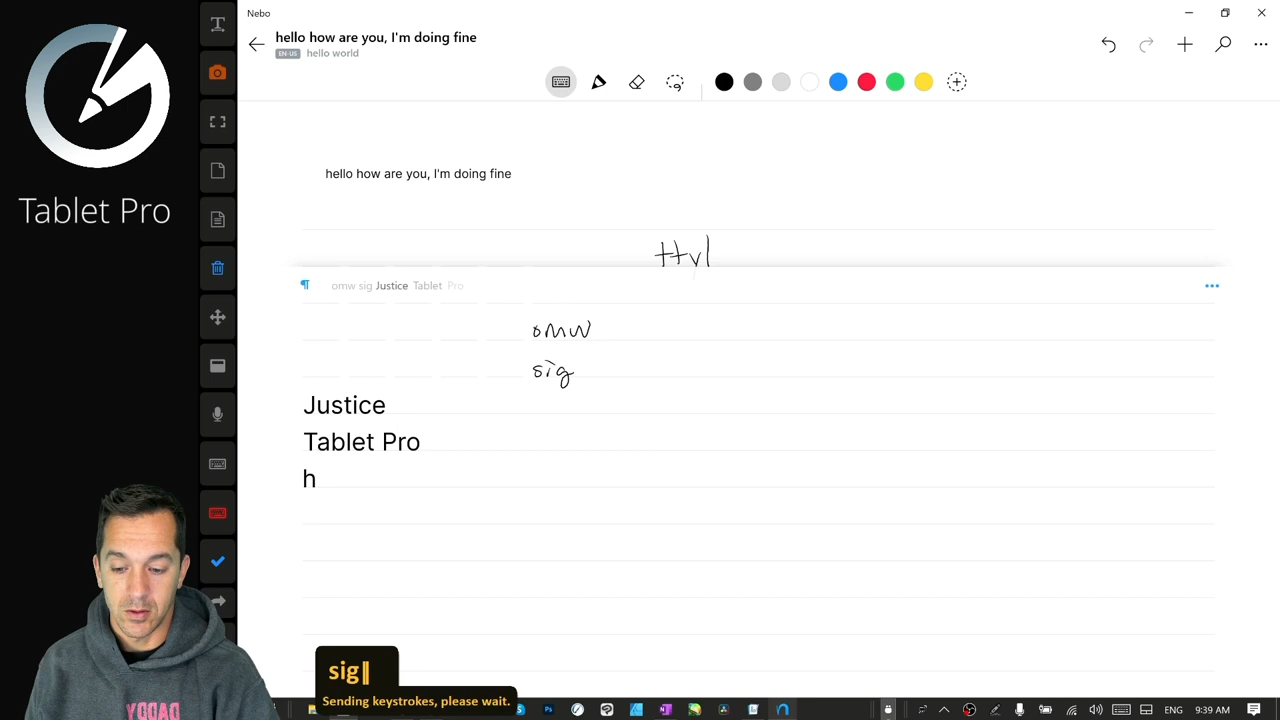 Nebo
hello how are you, I'm doing fine
EN-US hello world
Tablet Pro
hello how are you, I'm doing fine
ttyl
omw sig Justice Tablet Pro
omw
sig
Justice
Tablet Pro
h
sig
Sending keystrokes, please wait.
ENG 9:39 AM